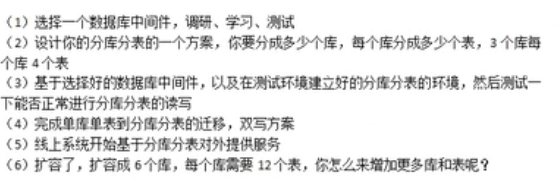 （1）选择一个数据库中间件，调研、学习、测试
（2）设计你的分库分表的一个方案，你要分成多少个库，每个库分成多少个表，3 个库每
个库 4 个表
（3）基于选择好的数据库中间件，以及在测试环境建立好的分库分表的环境，然后测试一
下能否正常进行分库分表的读写
（4）完成单库单表到分库分表的迁移，双写方案
（5）线上系统开始基于分库分表对外提供服务
（6）扩容了，扩容成 6 个库，每个库需要 12 个表，你怎么来增加更多库和表呢？